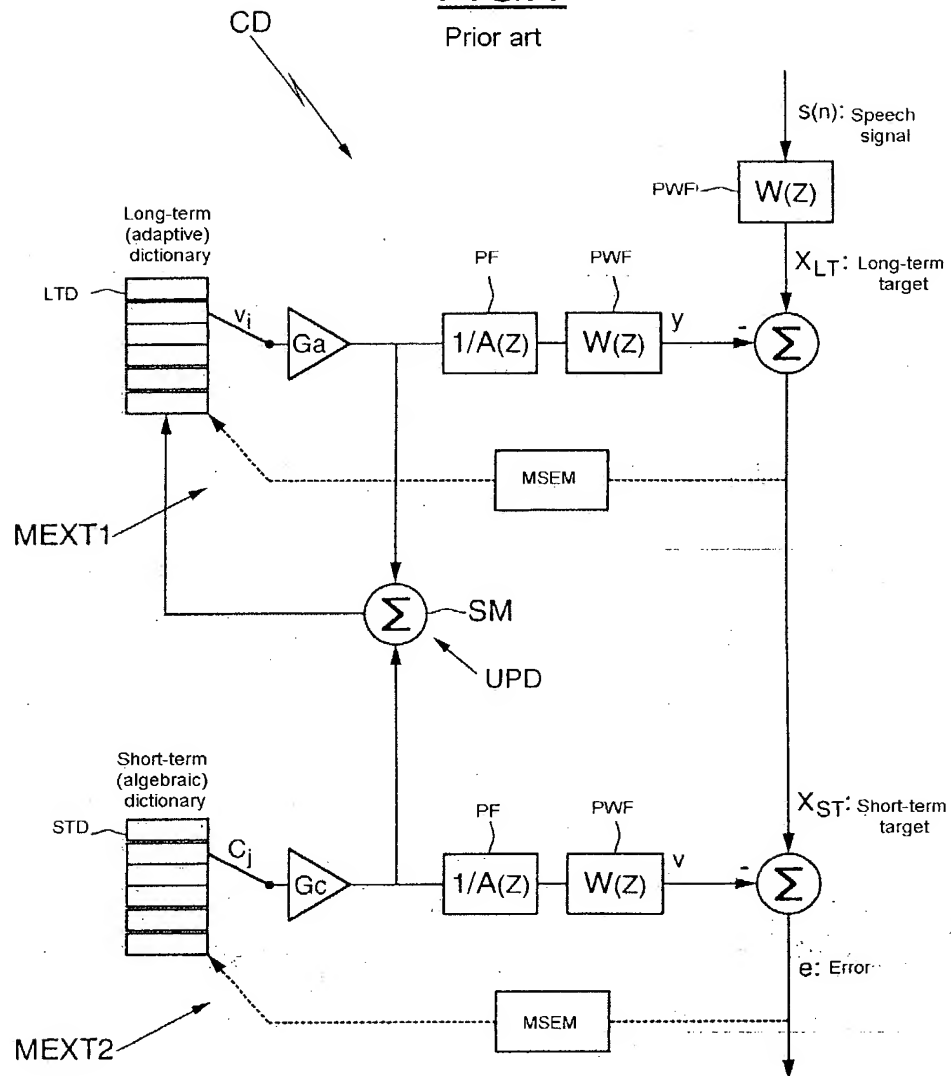 CD
Prior art
s(n): Speech
signal
PWF
W(Z)
Long-term
(adaptive)
dictionary
LTD
v_i
Ga
PF
1/A(Z)
PWF
W(Z)
y
-
X_LT: Long-term
target
Σ
MSEM
MEXT1
Σ
SM
UPD
Short-term
(algebraic)
dictionary
STD
C_j
Gc
PF
1/A(Z)
PWF
W(Z)
v
-
X_ST: Short-term
target
Σ
e: Error
MSEM
MEXT2